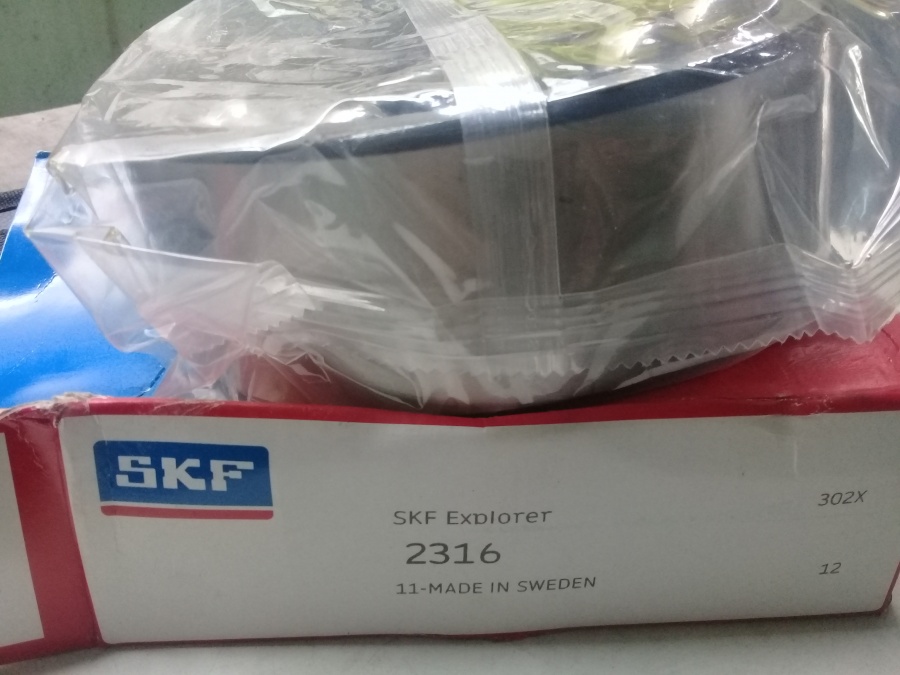 SKF
SKF Explorer
302X
2316
12
11-MADE IN SWEDEN